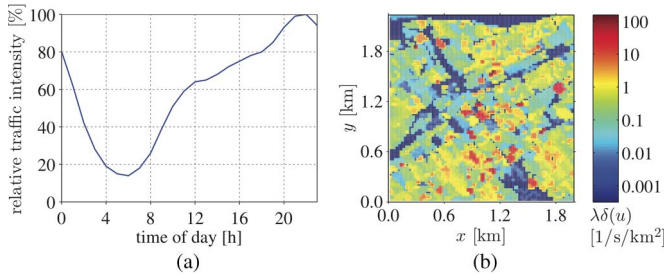 relative traffic intensity [%]
100
80
60
40
20
0
0 4 8 12 16 20
time of day [h]
(a)
y [km]
1.8
1.2
0.6
0.0
0.0 0.6 1.2 1.8
x [km]
(b)
100
10
1
0.1
0.01
0.001
λδ(u)
[1/s/km²]